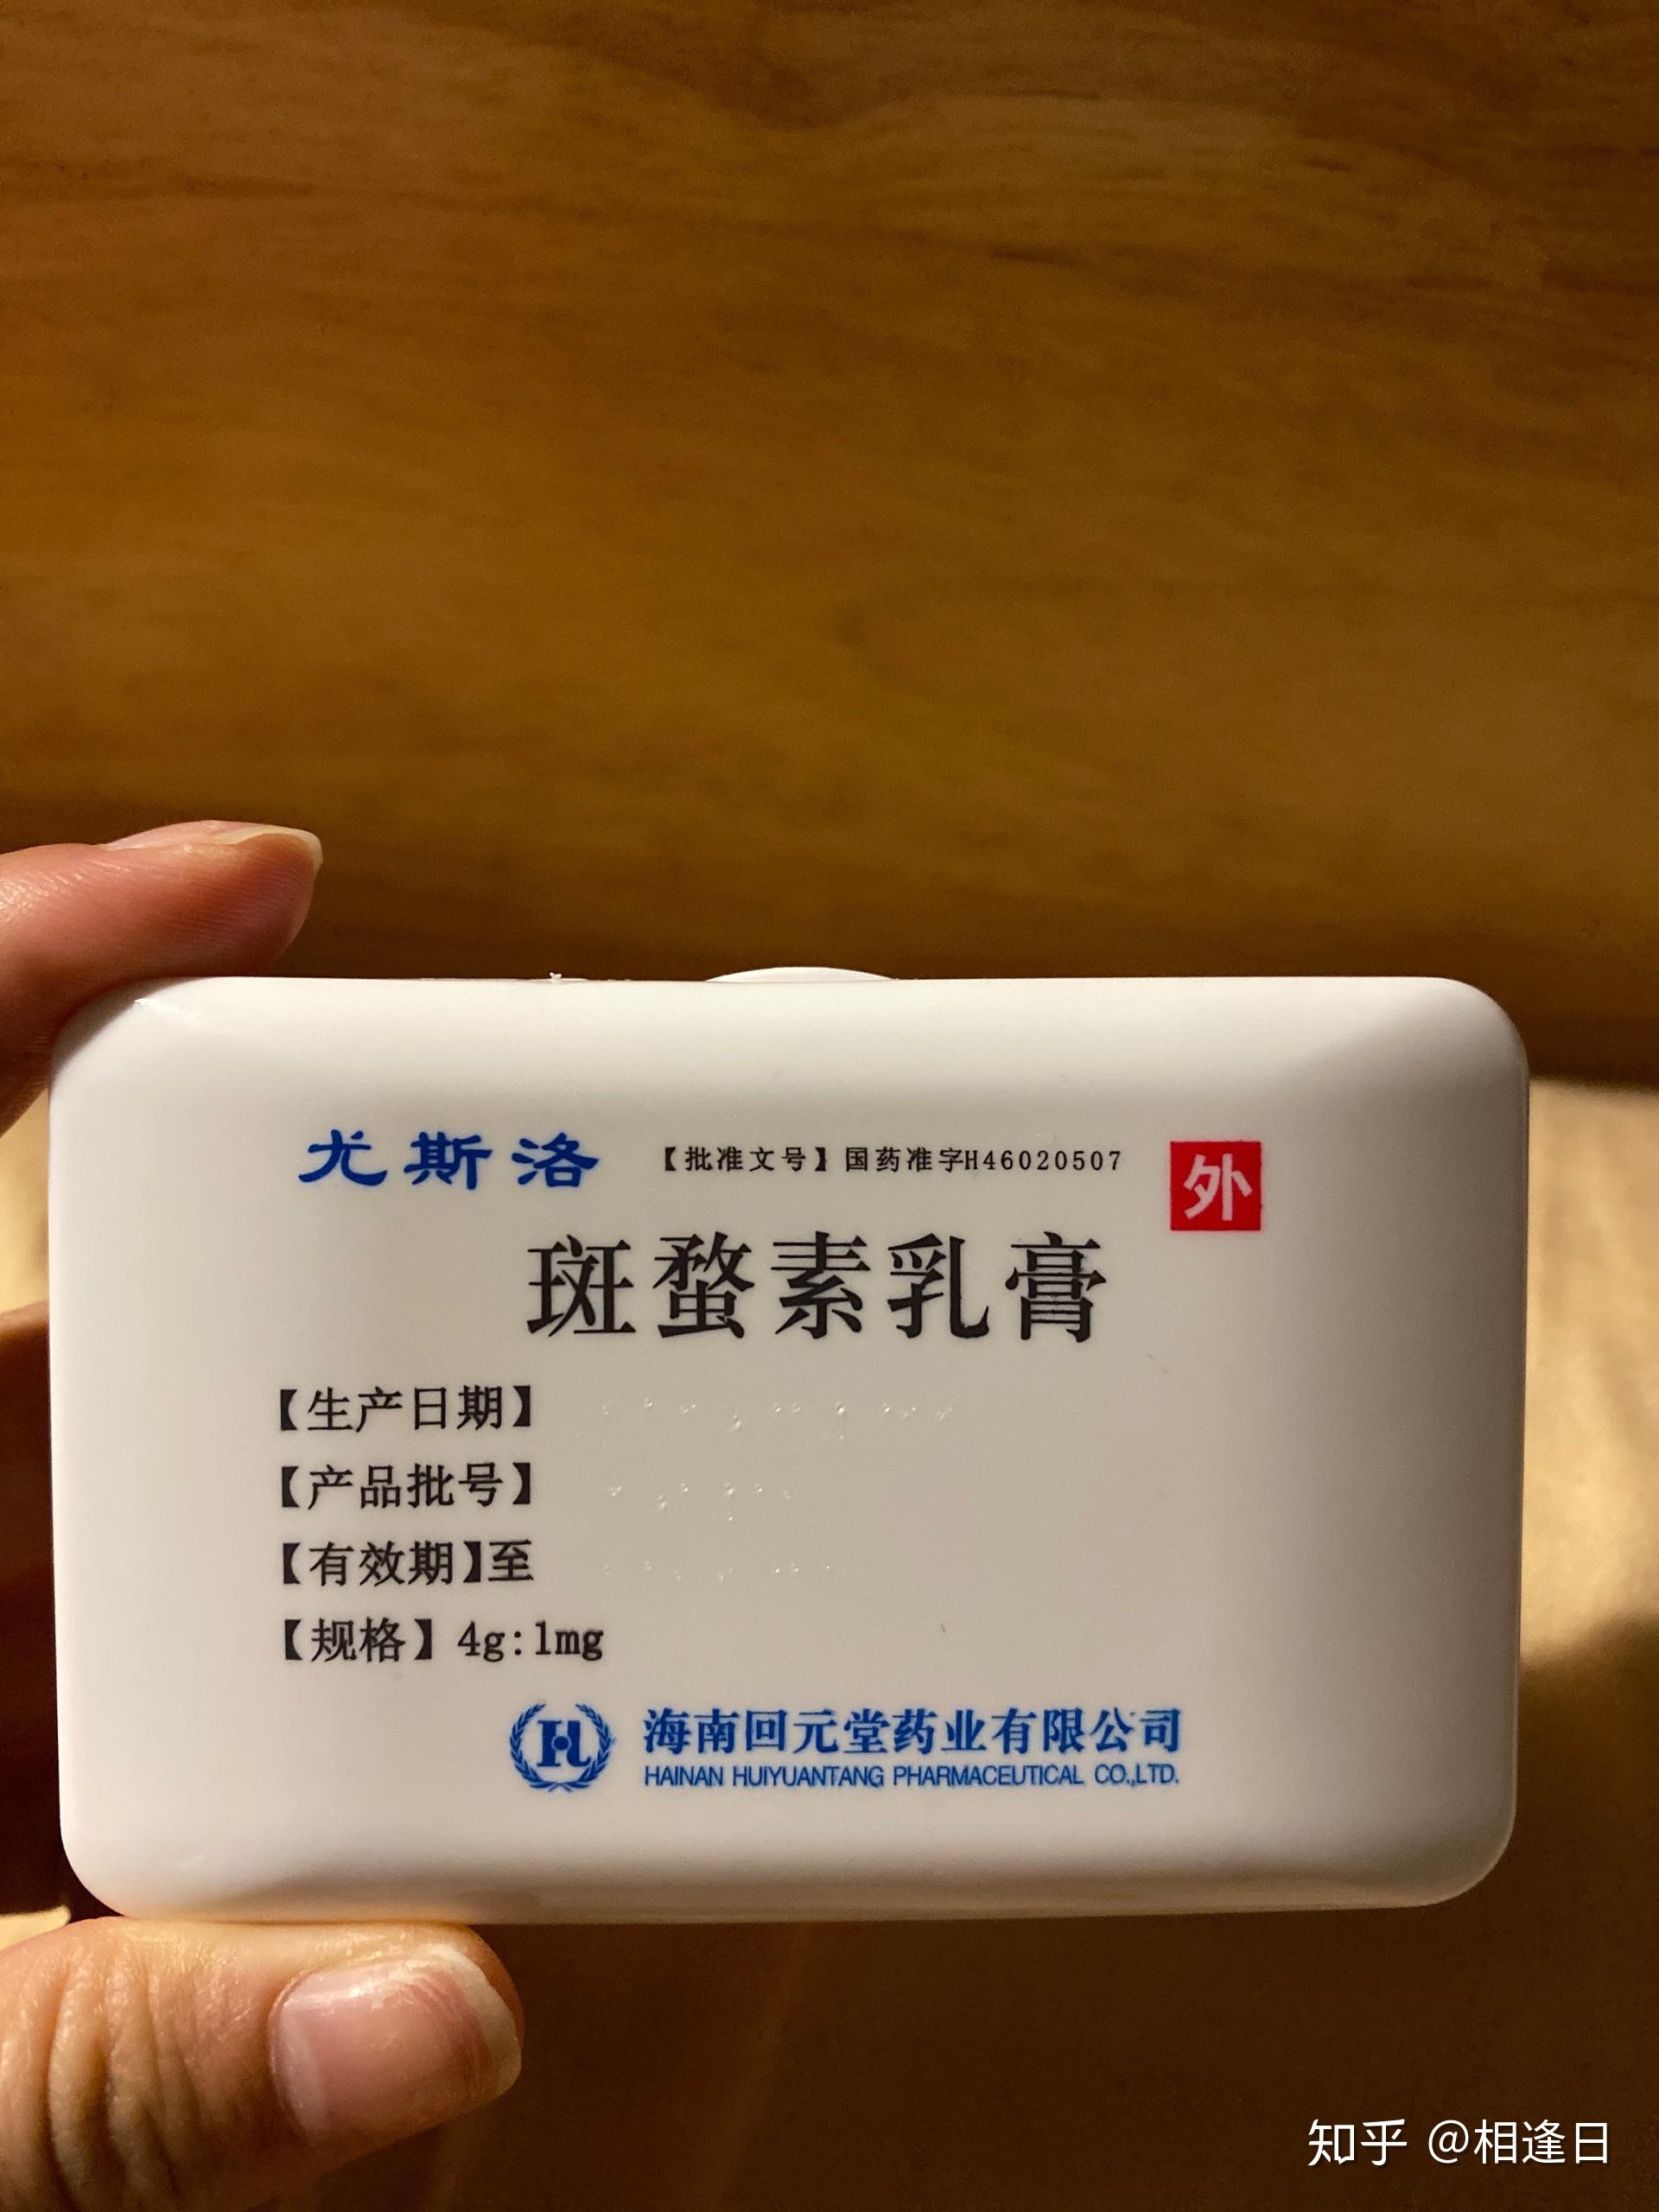 尤斯洛 【批准文号】国药准字H46020507 外
斑蝥素乳膏
【生产日期】
【产品批号】
【有效期】至
【规格】4g:1mg
H 海南回元堂药业有限公司
HAINAN HUIYUANTANG PHARMACEUTICAL CO.,LTD.
知乎 @相逢日